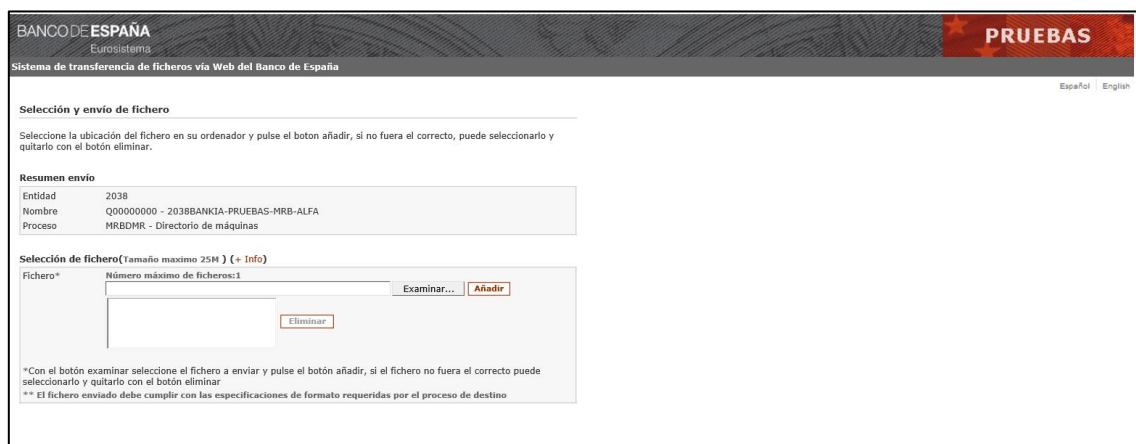 BANCODEESPAÑA
Eurosistema
PRUEBAS
Sistema de transferencia de ficheros vía Web del Banco de España
Español English
Selección y envío de fichero
Seleccione la ubicación del fichero en su ordenador y pulse el boton añadir, si no fuera el correcto, puede seleccionarlo y
quitarlo con el botón eliminar.
Resumen envío
Entidad 2038
Nombre Q00000000 - 2038BANKIA-PRUEBAS-MRB-ALFA
Proceso MRBDMR - Directorio de máquinas
Selección de fichero(Tamaño maximo 25M ) (+ Info)
Fichero* Número máximo de ficheros:1
Examinar... Añadir
Eliminar
*Con el botón examinar seleccione el fichero a enviar y pulse el botón añadir, si el fichero no fuera el correcto puede
seleccionarlo y quitarlo con el botón eliminar
** El fichero enviado debe cumplir con las especificaciones de formato requeridas por el proceso de destino